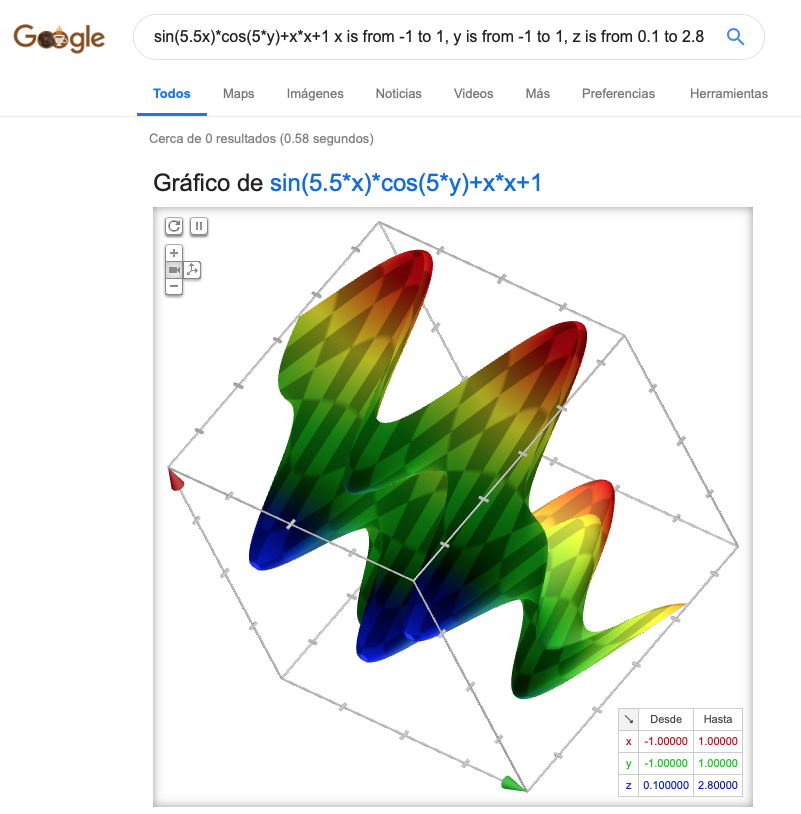 Google
sin(5.5x)*cos(5*y)+x*x+1 x is from -1 to 1, y is from -1 to 1, z is from 0.1 to 2.8
Todos Maps Imágenes Noticias Videos Más Preferencias Herramientas
Cerca de 0 resultados (0.58 segundos)
Gráfico de sin(5.5*x)*cos(5*y)+x*x+1
Desde Hasta
x -1.00000 1.00000
y -1.00000 1.00000
z 0.100000 2.80000